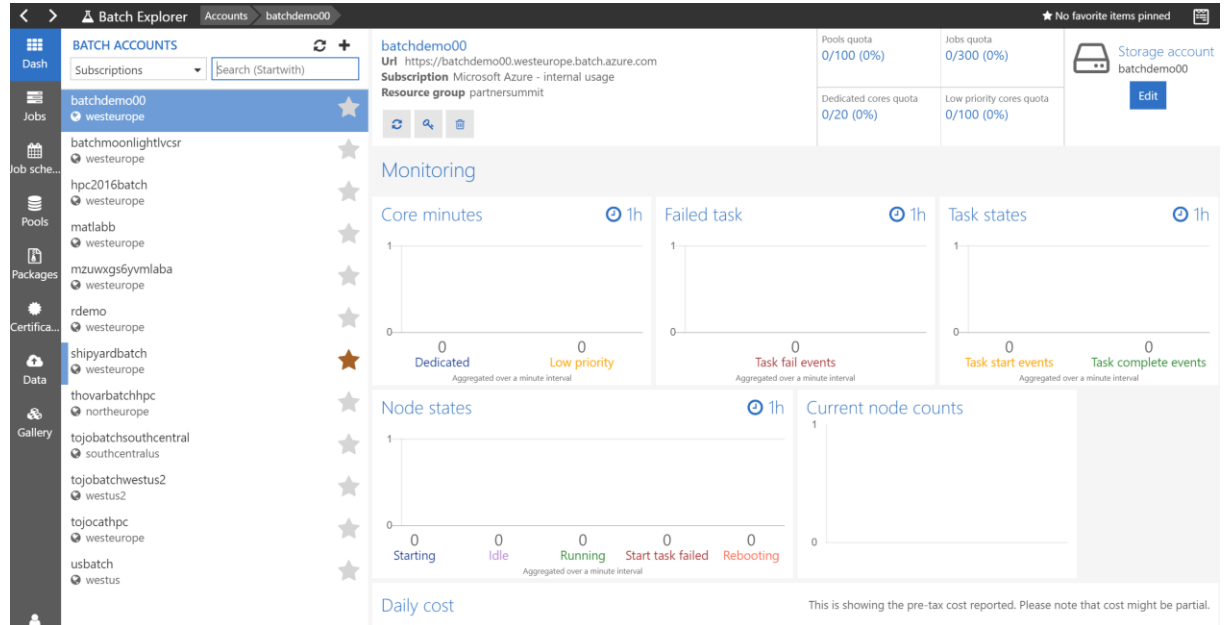 Batch Explorer Accounts batchdemo00
No favorite items pinned
Dash
Jobs
Job sche...
Pools
Packages
Certifica...
Data
Gallery
BATCH ACCOUNTS
Subscriptions
Search (Startwith)
batchdemo00
westeurope
batchmoonlightlvcsr
westeurope
hpc2016batch
westeurope
matlabb
westeurope
mzuwxgs6yvmlaba
westeurope
rdemo
westeurope
shipyardbatch
westeurope
thovarbatchhpc
northeurope
tojobatchsouthcentral
southcentralus
tojobatchwestus2
westus2
tojocathpc
westeurope
usbatch
westus
batchdemo00
Url https://batchdemo00.westeurope.batch.azure.com
Subscription Microsoft Azure - internal usage
Resource group partnersummit
Pools quota
0/100 (0%)
Jobs quota
0/300 (0%)
Dedicated cores quota
0/20 (0%)
Low priority cores quota
0/100 (0%)
Storage account
batchdemo00
Edit
Monitoring
Core minutes 1h
1
0
0 0
Dedicated Low priority
Aggregated over a minute interval
Failed task 1h
1
0
0
Task fail events
Aggregated over a minute interval
Task states 1h
1
0
0 0
Task start events Task complete events
Aggregated over a minute interval
Node states 1h
1
0
0 0 0 0 0
Starting Idle Running Start task failed Rebooting
Aggregated over a minute interval
Current node counts
1
0
Daily cost
This is showing the pre-tax cost reported. Please note that cost might be partial.